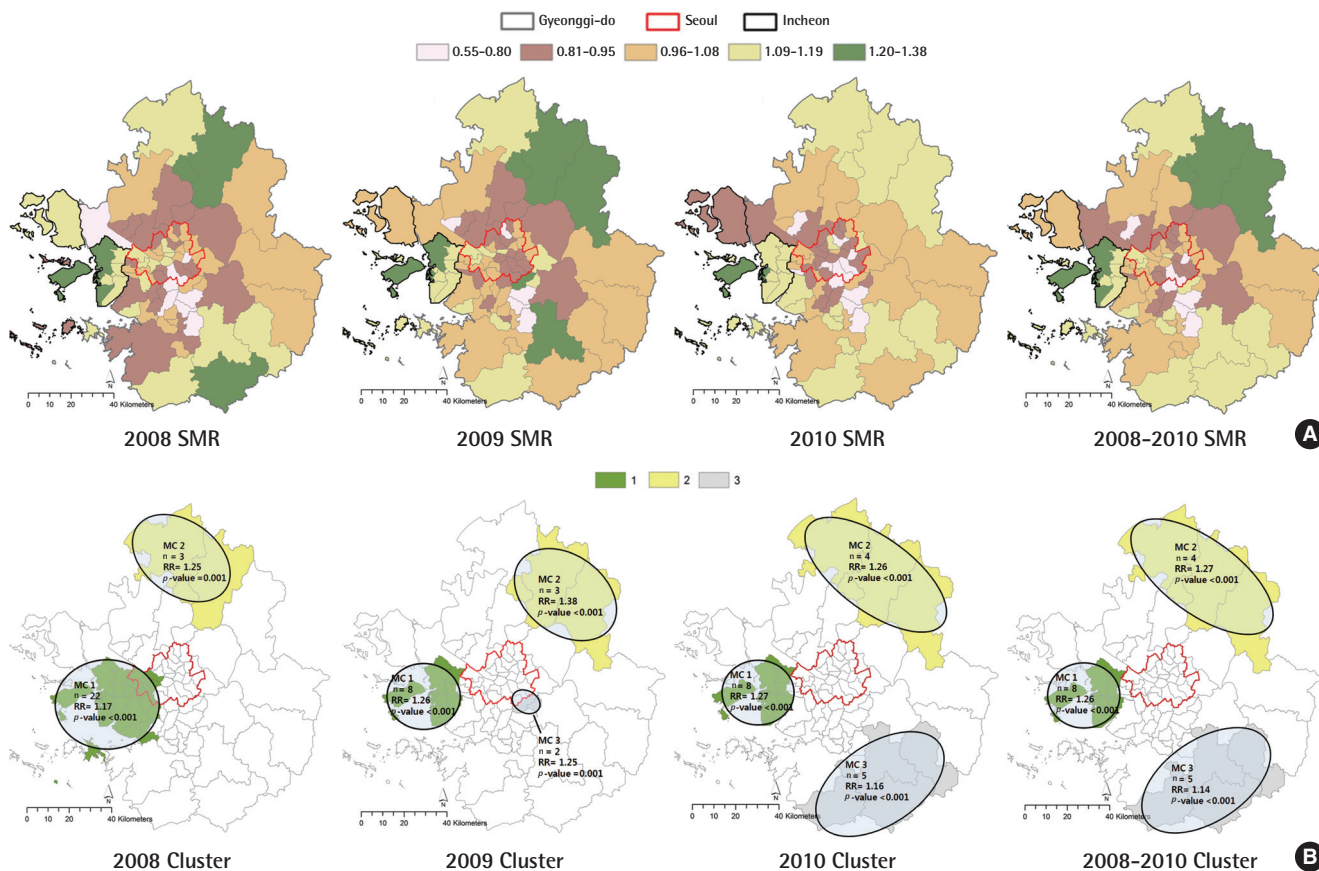 Gyeonggi-do Seoul Incheon
0.55–0.80 0.81–0.95 0.96–1.08 1.09–1.19 1.20–1.38
N
0 10 20 40 Kilometers
2008 SMR
N
0 10 20 40 Kilometers
2009 SMR
N
0 10 20 40 Kilometers
2010 SMR
N
0 10 20 40 Kilometers
2008-2010 SMR
A
1 2 3
MC 2
n = 3
RR= 1.25
p-value =0.001
MC 1
n = 22
RR= 1.17
p-value <0.001
N
0 10 20 40 Kilometers
2008 Cluster
MC 2
n = 3
RR= 1.38
p-value <0.001
MC 1
n = 8
RR= 1.26
p-value <0.001
MC 3
n = 2
RR= 1.25
p-value =0.001
N
0 10 20 40 Kilometers
2009 Cluster
MC 2
n = 4
RR= 1.26
p-value <0.001
MC 1
n = 8
RR= 1.27
p-value <0.001
MC 3
n = 5
RR= 1.16
p-value <0.001
N
0 10 20 40 Kilometers
2010 Cluster
MC 2
n = 4
RR= 1.27
p-value <0.001
MC 1
n = 8
RR= 1.26
p-value <0.001
MC 3
n = 5
RR= 1.14
p-value <0.001
N
0 10 20 40 Kilometers
2008-2010 Cluster
B